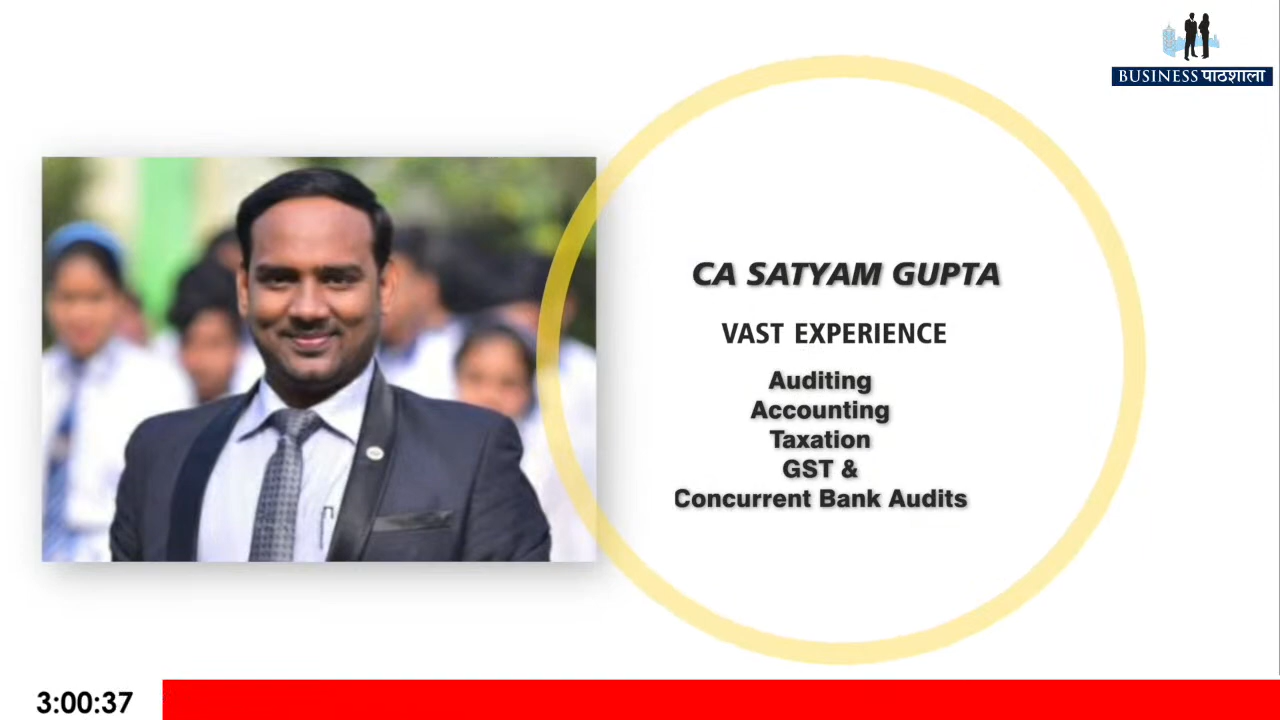 BUSINESS पाठशाला
CA SATYAM GUPTA
VAST EXPERIENCE
Auditing
Accounting
Taxation
GST &
Concurrent Bank Audits
3:00:37